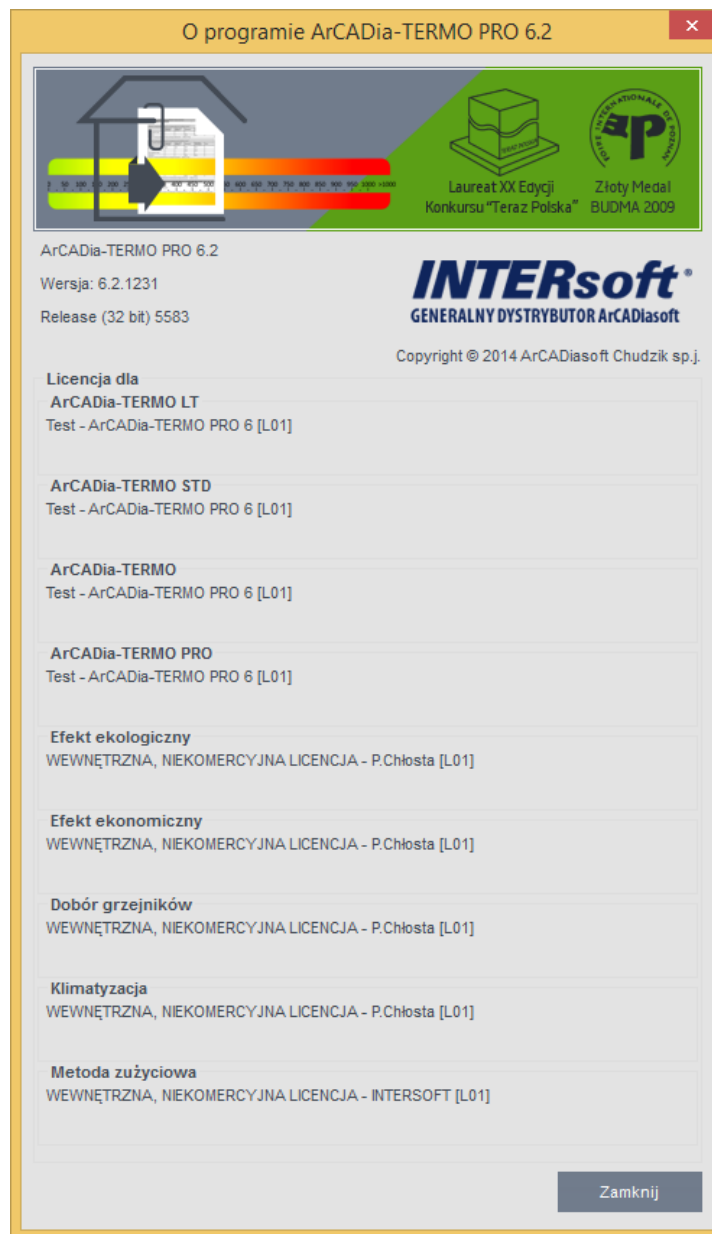 O programie ArCADia-TERMO PRO 6.2
x
Laureat XX Edycji
Konkursu "Teraz Polska"
Złoty Medal
BUDMA 2009
ArCADia-TERMO PRO 6.2
Wersja: 6.2.1231
Release (32 bit) 5583
INTERsoft
GENERALNY DYSTRYBUTOR ArCADiasoft
Copyright © 2014 ArCADiasoft Chudzik sp.j.
Licencja dla
ArCADia-TERMO LT
Test - ArCADia-TERMO PRO 6 [L01]
ArCADia-TERMO STD
Test - ArCADia-TERMO PRO 6 [L01]
ArCADia-TERMO
Test - ArCADia-TERMO PRO 6 [L01]
ArCADia-TERMO PRO
Test - ArCADia-TERMO PRO 6 [L01]
Efekt ekologiczny
WEWNĘTRZNA, NIEKOMERCYJNA LICENCJA - P.Chłosta [L01]
Efekt ekonomiczny
WEWNĘTRZNA, NIEKOMERCYJNA LICENCJA - P.Chłosta [L01]
Dobór grzejników
WEWNĘTRZNA, NIEKOMERCYJNA LICENCJA - P.Chłosta [L01]
Klimatyzacja
WEWNĘTRZNA, NIEKOMERCYJNA LICENCJA - P.Chłosta [L01]
Metoda zużyciowa
WEWNĘTRZNA, NIEKOMERCYJNA LICENCJA - INTERSOFT [L01]
Zamknij